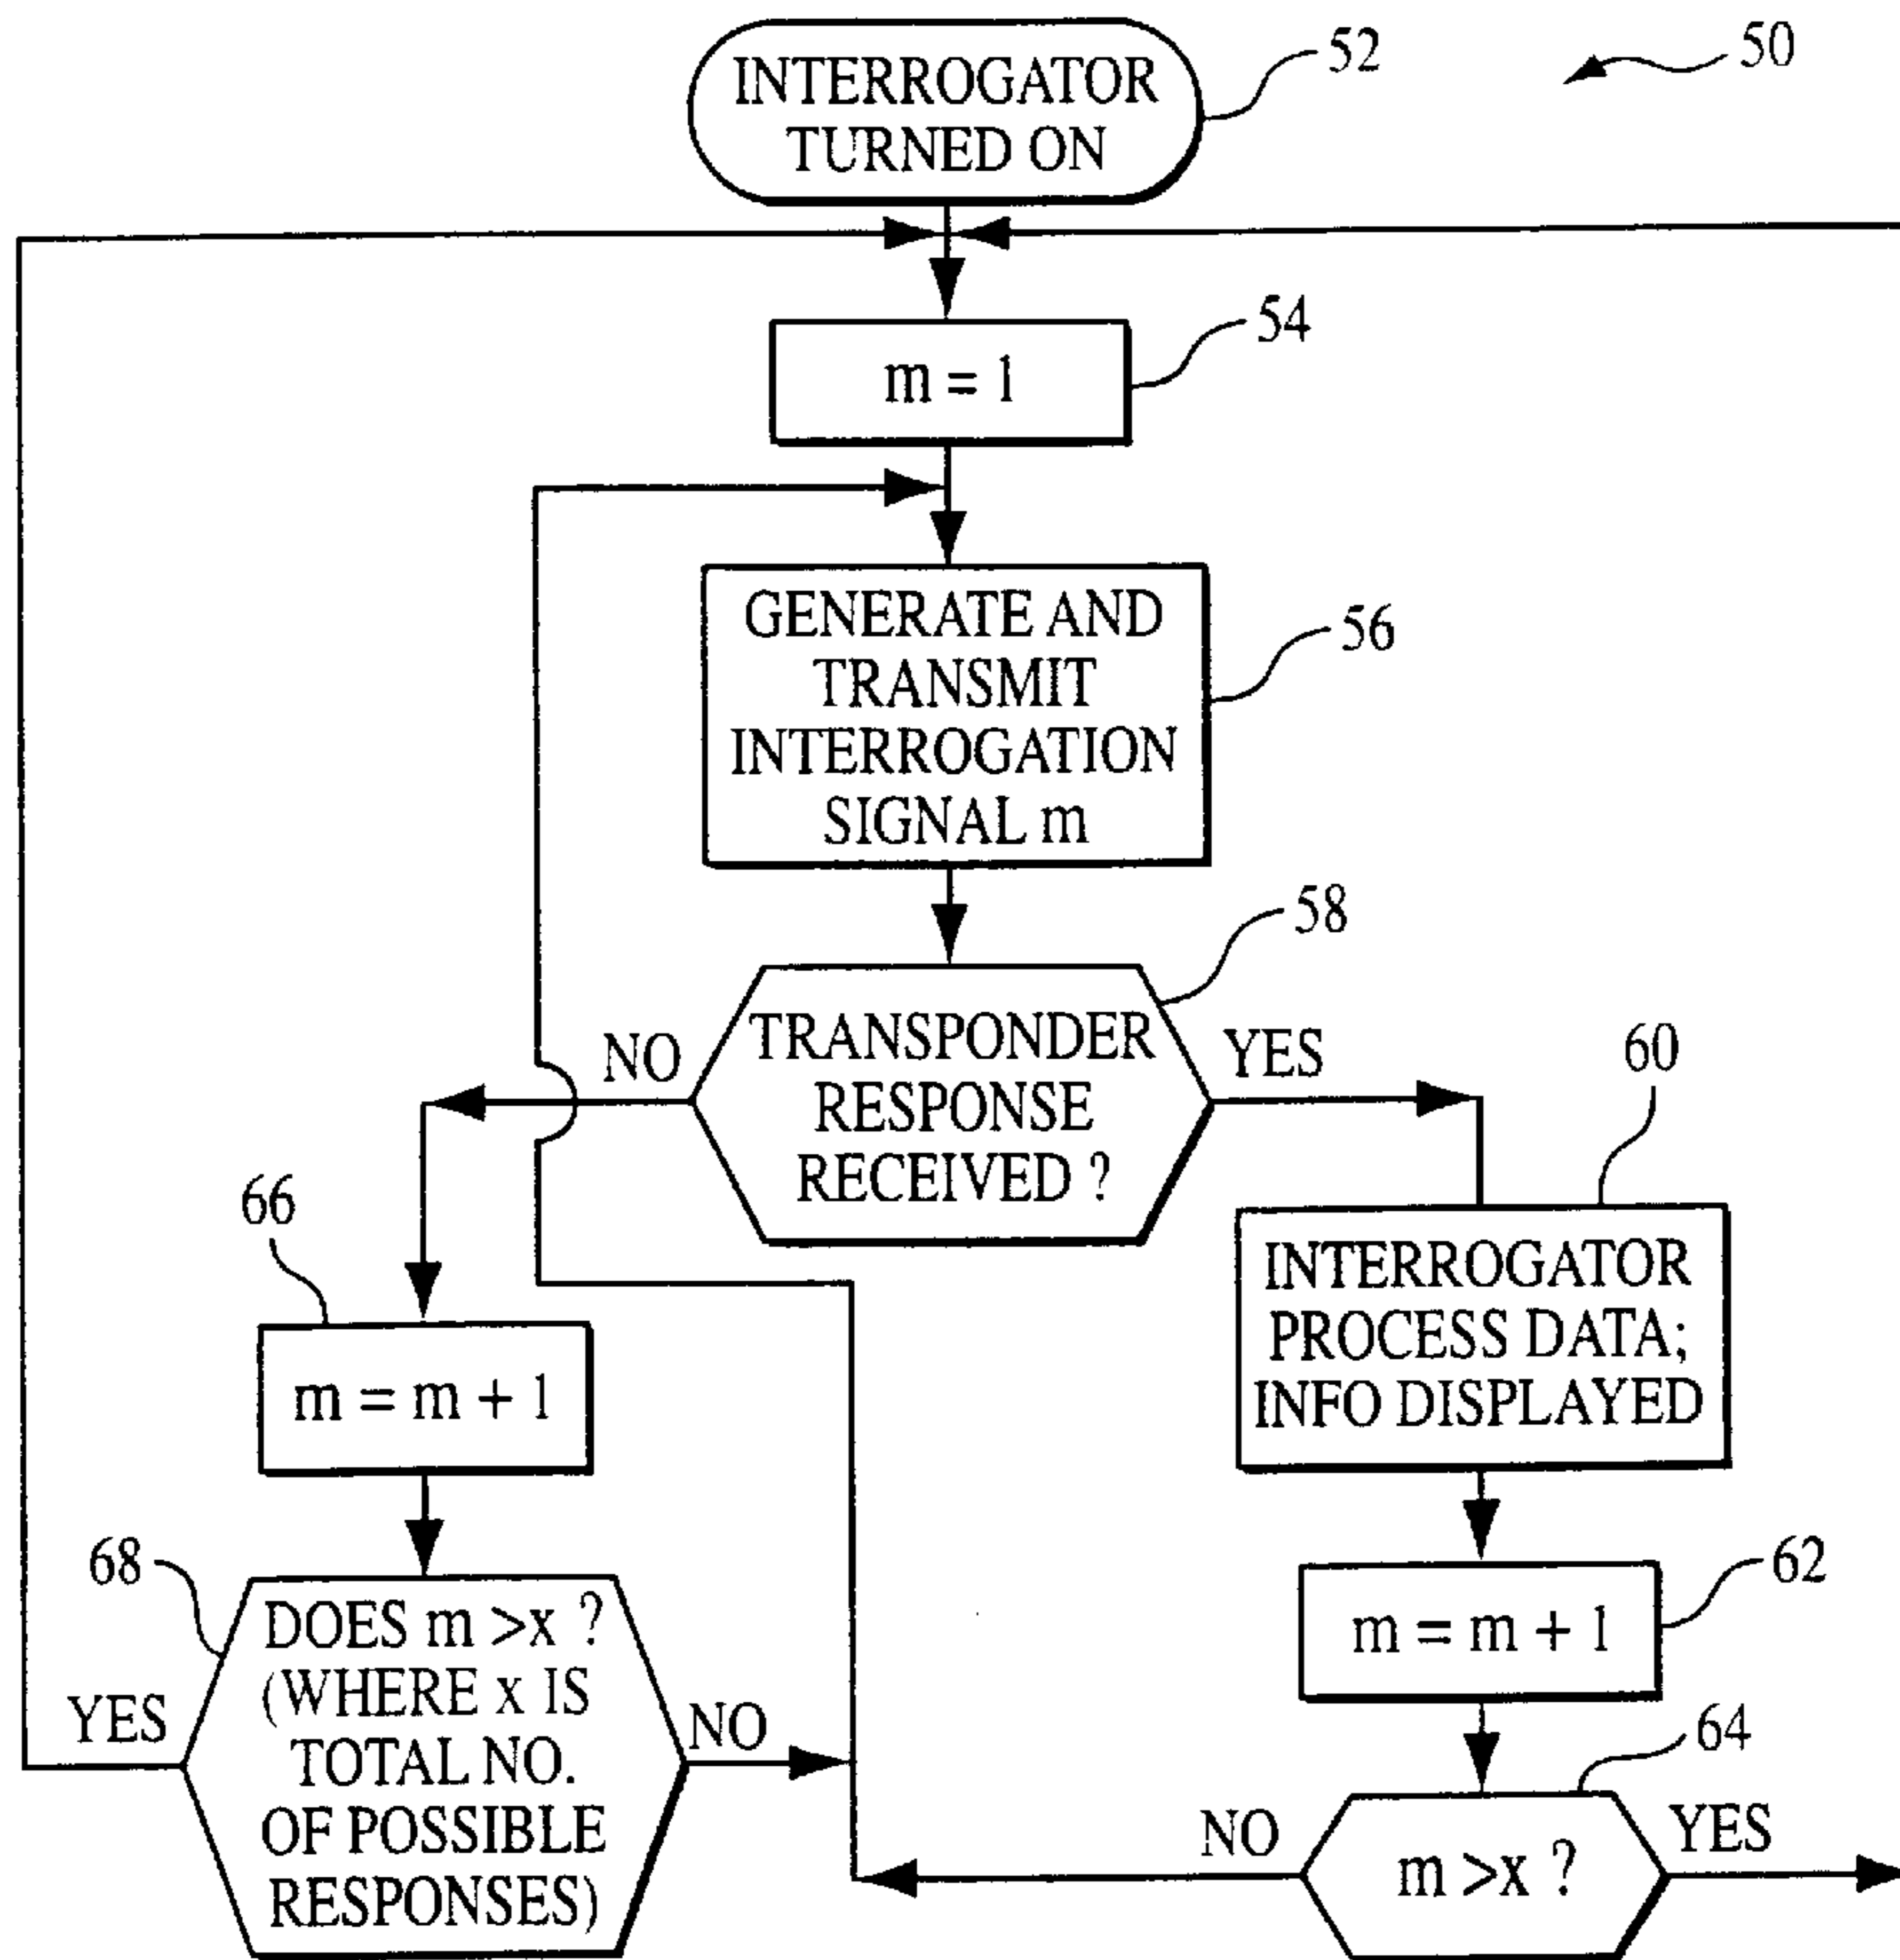 INTERROGATOR
TURNED ON
52
50
m = 1
54
GENERATE AND
TRANSMIT
INTERROGATION
SIGNAL m
56
58
TRANSPONDER
RESPONSE
RECEIVED ?
NO
YES
60
66
INTERROGATOR
PROCESS DATA;
INFO DISPLAYED
m = m + 1
68
DOES m >x ?
(WHERE x IS
TOTAL NO.
OF POSSIBLE
RESPONSES)
YES
NO
62
m = m + 1
64
m >x ?
NO
YES